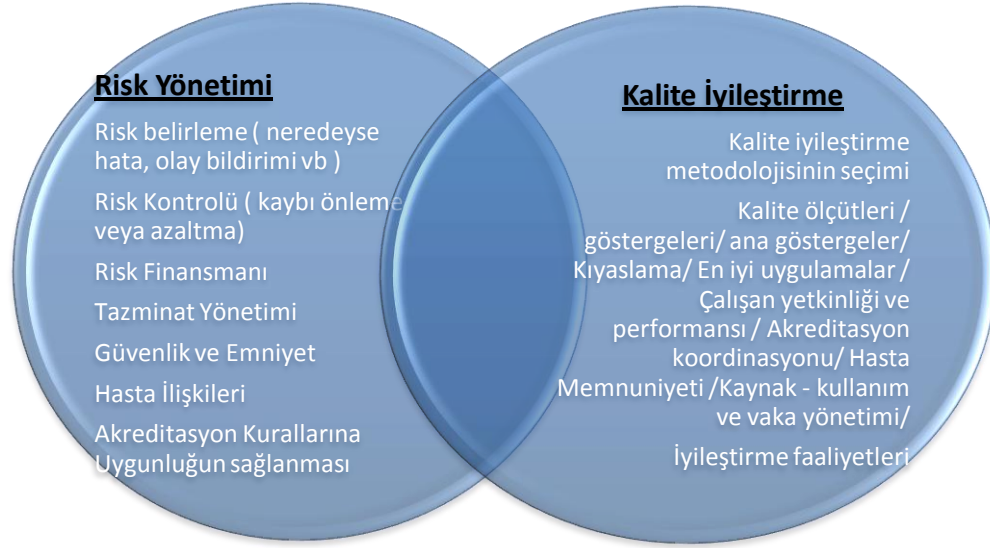 Risk Yönetimi
Risk belirleme ( neredeyse
hata, olay bildirimi vb )
Risk Kontrolü ( kaybı önleme
veya azaltma)
Risk Finansmanı
Tazminat Yönetimi
Güvenlik ve Emniyet
Hasta İlişkileri
Akreditasyon Kurallarına
Uygunluğun sağlanması
Kalite İyileştirme
Kalite iyileştirme
metodolojisinin seçimi
Kalite ölçütleri /
göstergeleri/ ana göstergeler/
Kıyaslama/ En iyi uygulamalar /
Çalışan yetkinliği ve
performansı / Akreditasyon
koordinasyonu/ Hasta
Memnuniyeti /Kaynak - kullanım
ve vaka yönetimi/
İyileştirme faaliyetleri